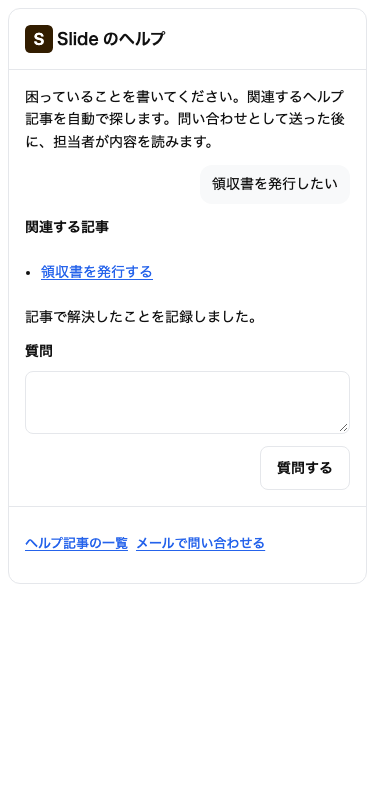 S Slide のヘルプ
困っていることを書いてください。関連するヘルプ
記事を自動で探します。問い合わせとして送った後
に、担当者が内容を読みます。
領収書を発行したい
関連する記事
• 領収書を発行する
記事で解決したことを記録しました。
質問
質問する
ヘルプ記事の一覧 メールで問い合わせる